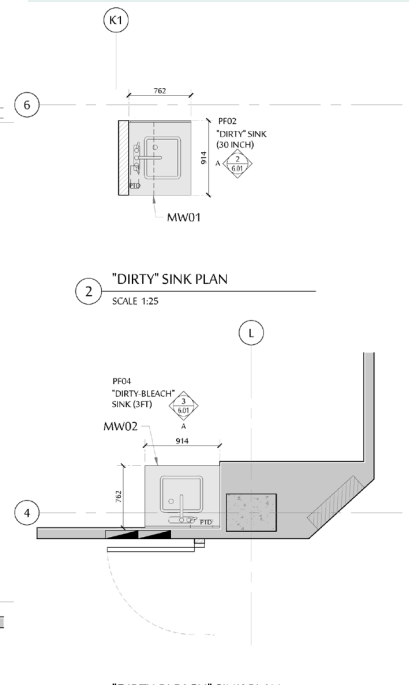 K1
762
6
PF02
"DIRTY" SINK
(30 INCH)
914
A
2
6.01
PTD
MW01
"DIRTY" SINK PLAN
2
SCALE 1:25
L
PF04
"DIRTY-BLEACH"
SINK (3FT)
3
6.01
A
MW02
914
762
4
PTD